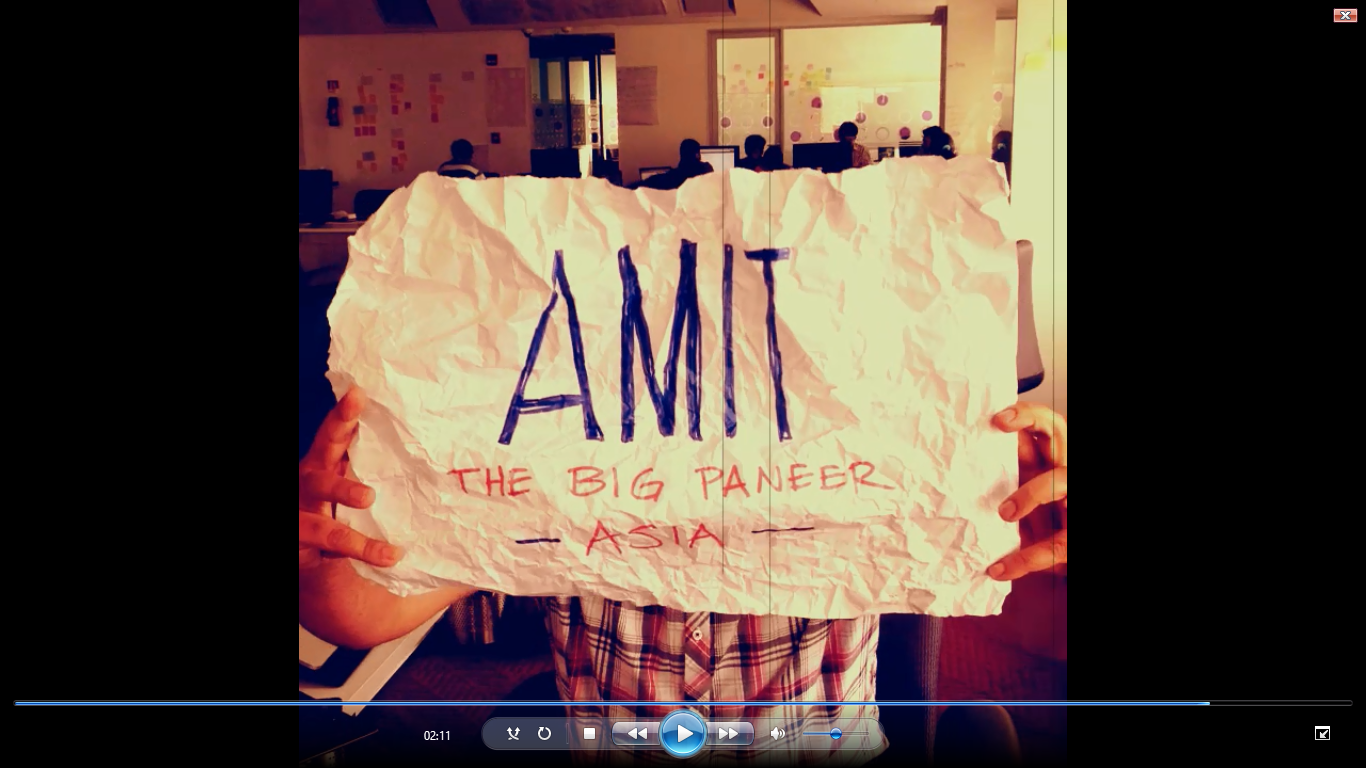 AMIT
THE BIG PANEER
— ASIA —
02:11